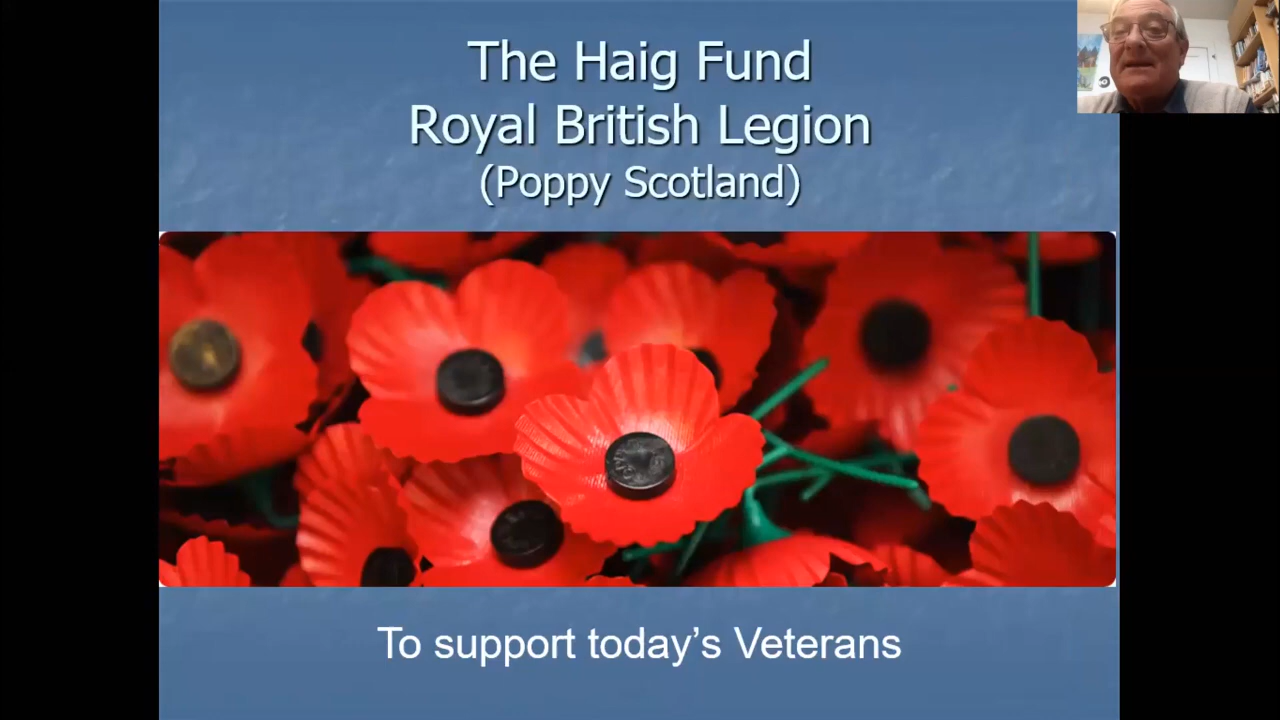 The Haig Fund
Royal British Legion
(Poppy Scotland)
To support today’s Veterans